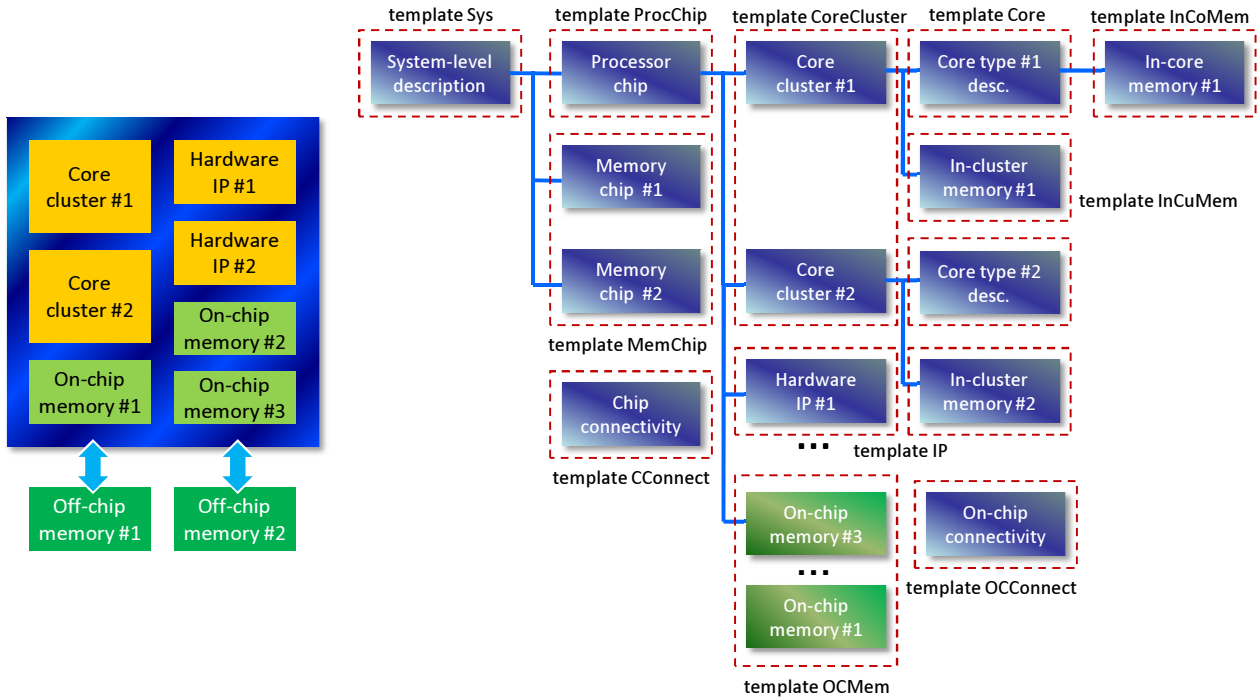 template Sys
template ProcChip
template CoreCluster
template Core
template InCoMem
System-level
description
Processor
chip
Core
cluster #1
Core type #1
desc.
In-core
memory #1
Memory
chip #1
In-cluster
memory #1
template InCuMem
Memory
chip #2
Core
cluster #2
Core type #2
desc.
template MemChip
Chip
connectivity
template CConnect
Hardware
IP #1
...
template IP
In-cluster
memory #2
On-chip
memory #3
...
On-chip
memory #1
template OCMem
On-chip
connectivity
template OCConnect
Core
cluster #1
Hardware
IP #1
Core
cluster #2
Hardware
IP #2
On-chip
memory #2
On-chip
memory #1
On-chip
memory #3
Off-chip
memory #1
Off-chip
memory #2